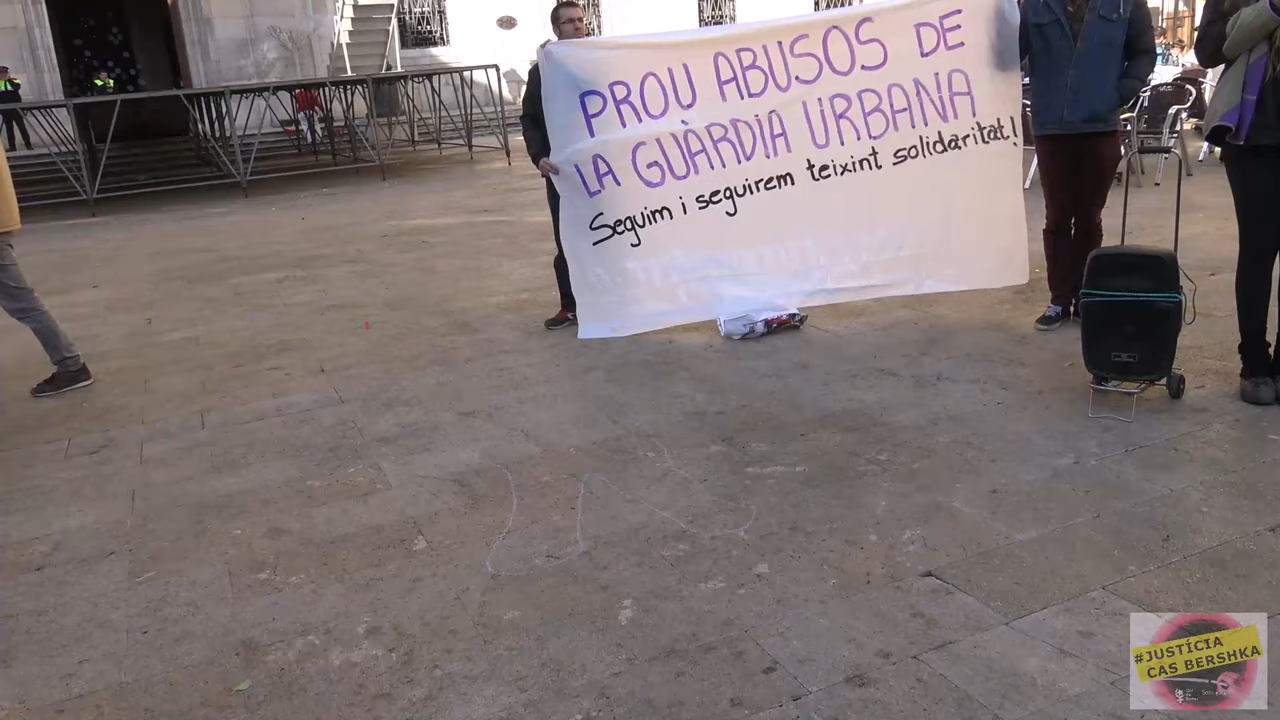 PROU ABUSOS DE
LA GUÀRDIA URBANA
Seguim i seguirem teixint solidaritat!
#JUSTÍCIA
CAS BERSHKA